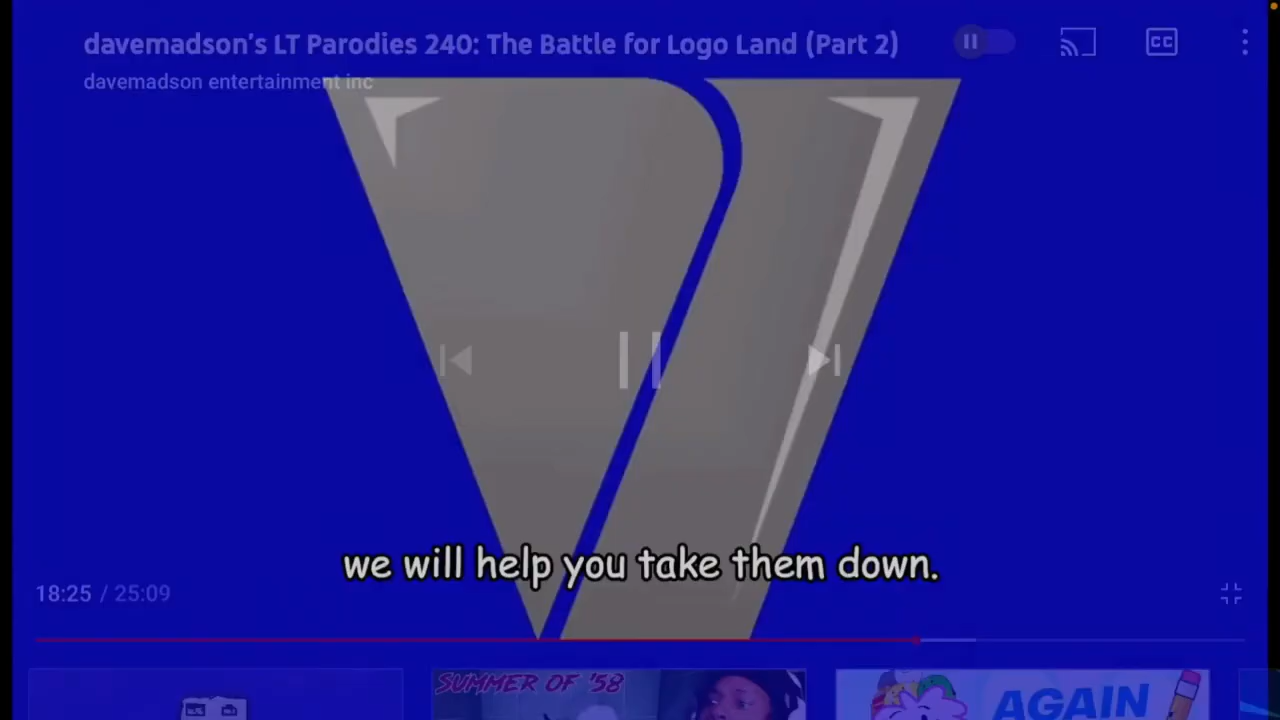 davemadson's LT Parodies 240: The Battle for Logo Land (Part 2)
CC
davemadson entertainment inc
we will help you take them down.
18:25 / 25:09
SUMMER OF '58
AGAIN